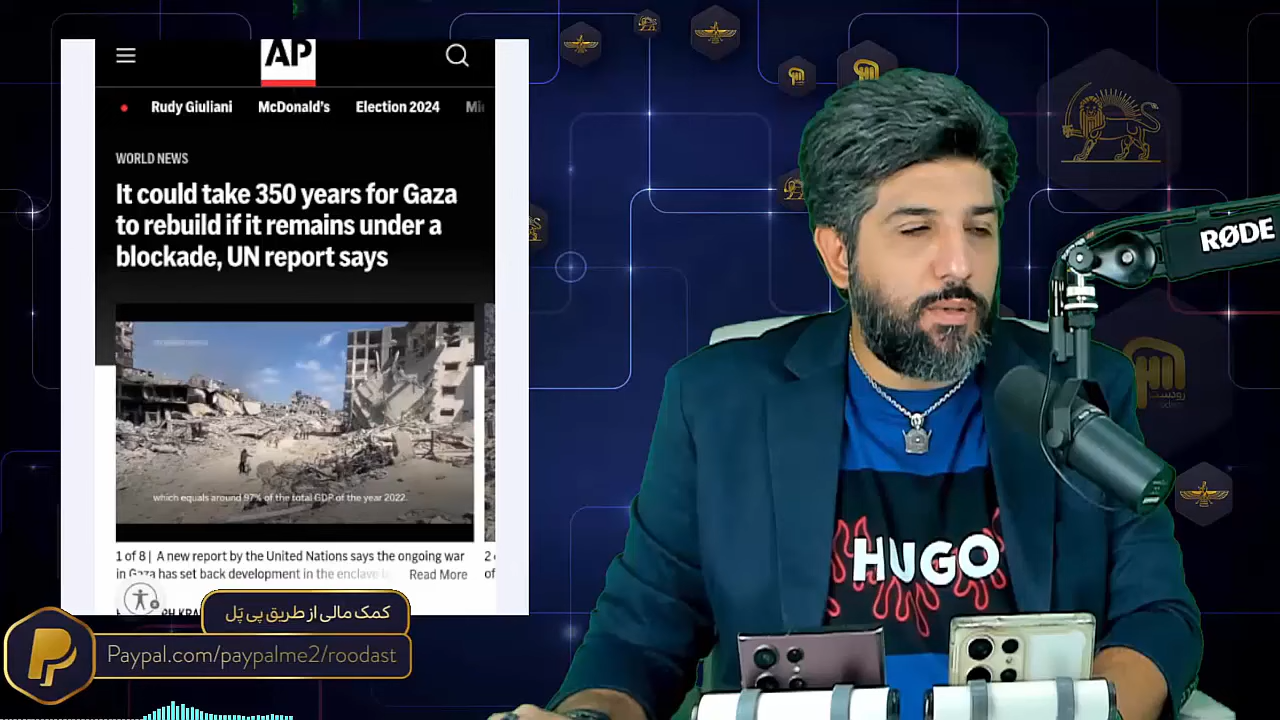 AP
Rudy Giuliani McDonald's Election 2024
WORLD NEWS
It could take 350 years for Gaza
to rebuild if it remains under a
blockade, UN report says
which equals around 97% of the total GDP of the year 2022.
1 of 8 | A new report by the United Nations says the ongoing war
in Gaza has set back development in the enclave
Read More
کمک مالی از طریق پی پَل
Paypal.com/paypalme2/roodast
RØDE
HUGO
رودست